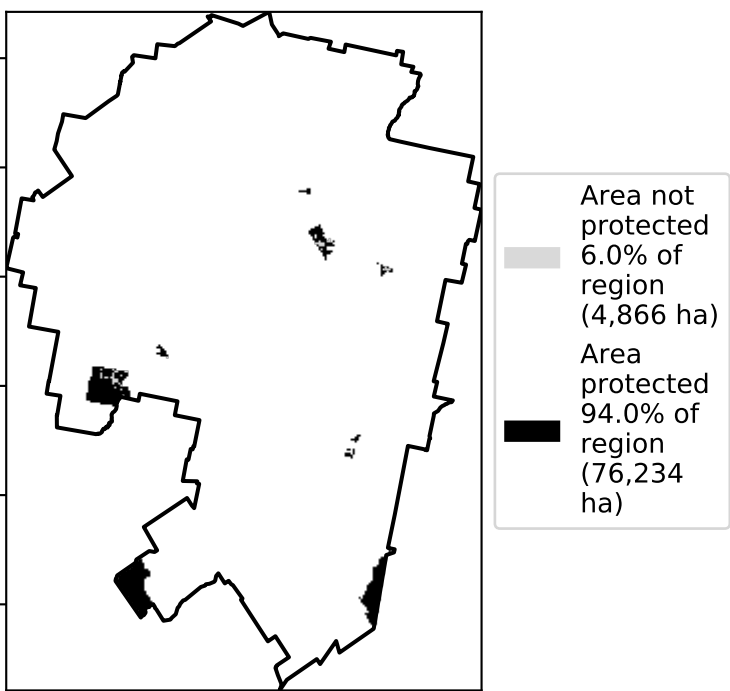 Area not
protected
6.0% of
region
(4,866 ha)
Area
protected
94.0% of
region
(76,234
ha)